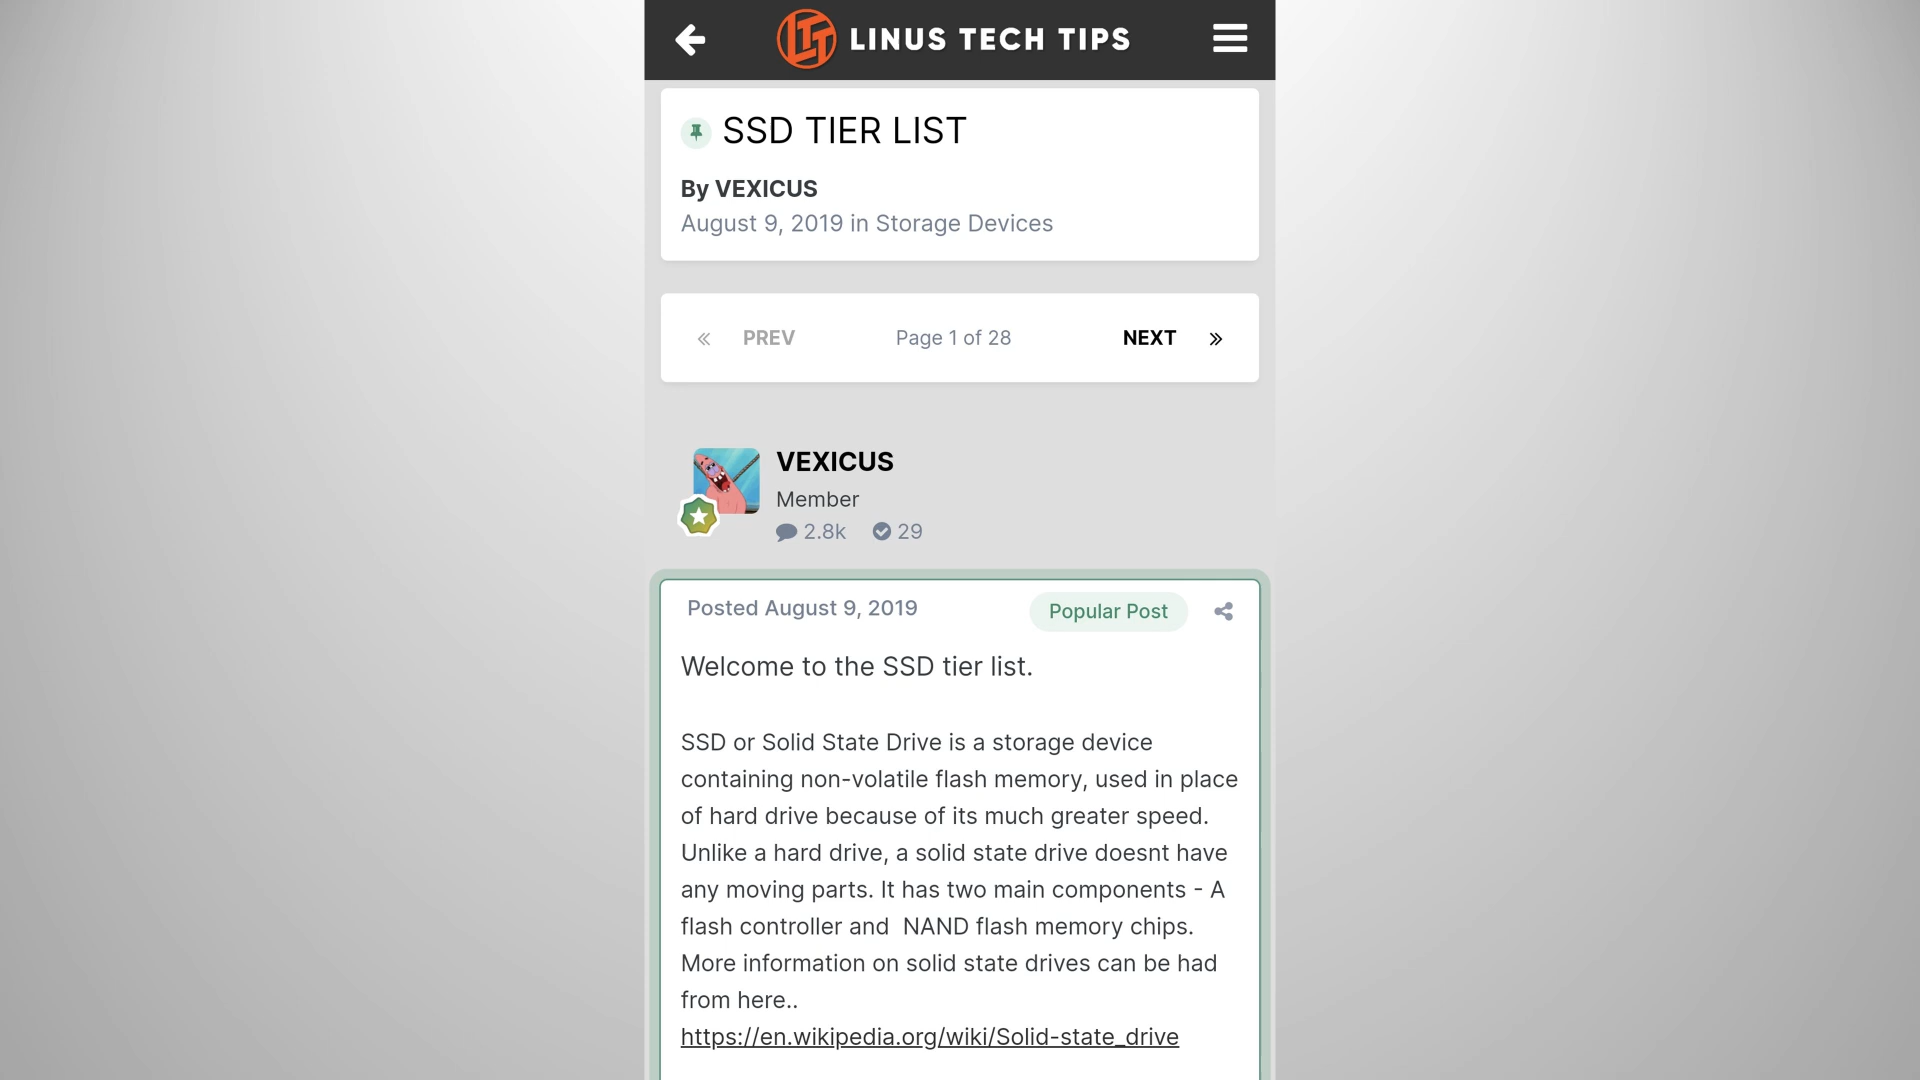 LINUS TECH TIPS
SSD TIER LIST
By VEXICUS
August 9, 2019 in Storage Devices
« PREV Page 1 of 28 NEXT »
VEXICUS
Member
2.8k 29
Posted August 9, 2019 Popular Post
Welcome to the SSD tier list.
SSD or Solid State Drive is a storage device
containing non-volatile flash memory, used in place
of hard drive because of its much greater speed.
Unlike a hard drive, a solid state drive doesnt have
any moving parts. It has two main components - A
flash controller and  NAND flash memory chips.
More information on solid state drives can be had
from here..
https://en.wikipedia.org/wiki/Solid-state_drive